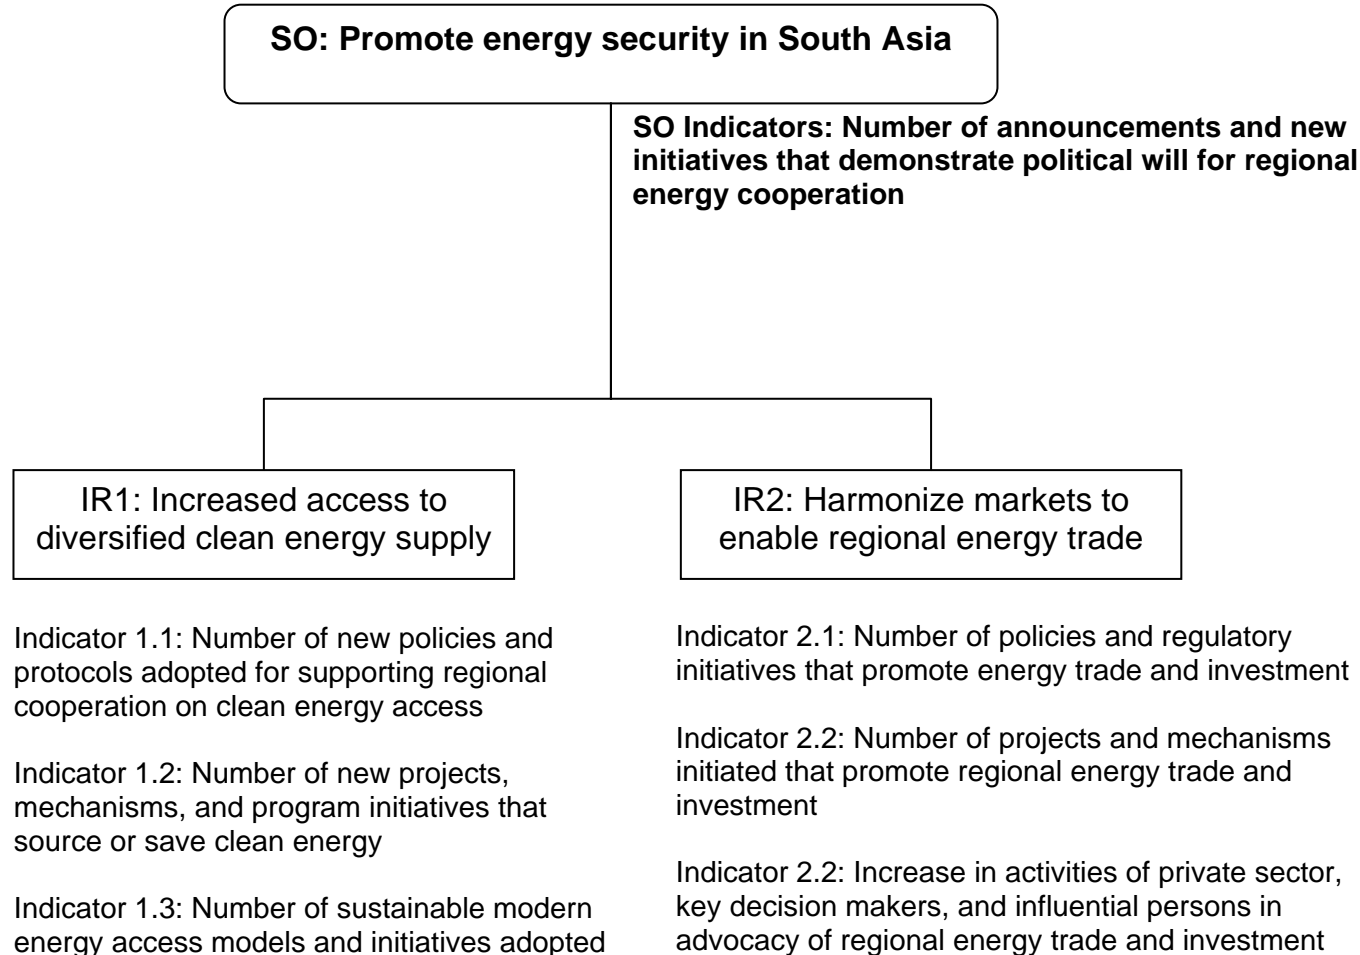 SO: Promote energy security in South Asia
SO Indicators: Number of announcements and new
initiatives that demonstrate political will for regional
energy cooperation
IR1: Increased access to
diversified clean energy supply
Indicator 1.1: Number of new policies and
protocols adopted for supporting regional
cooperation on clean energy access
Indicator 1.2: Number of new projects,
mechanisms, and program initiatives that
source or save clean energy
Indicator 1.3: Number of sustainable modern
energy access models and initiatives adopted
IR2: Harmonize markets to
enable regional energy trade
Indicator 2.1: Number of policies and regulatory
initiatives that promote energy trade and investment
Indicator 2.2: Number of projects and mechanisms
initiated that promote regional energy trade and
investment
Indicator 2.2: Increase in activities of private sector,
key decision makers, and influential persons in
advocacy of regional energy trade and investment